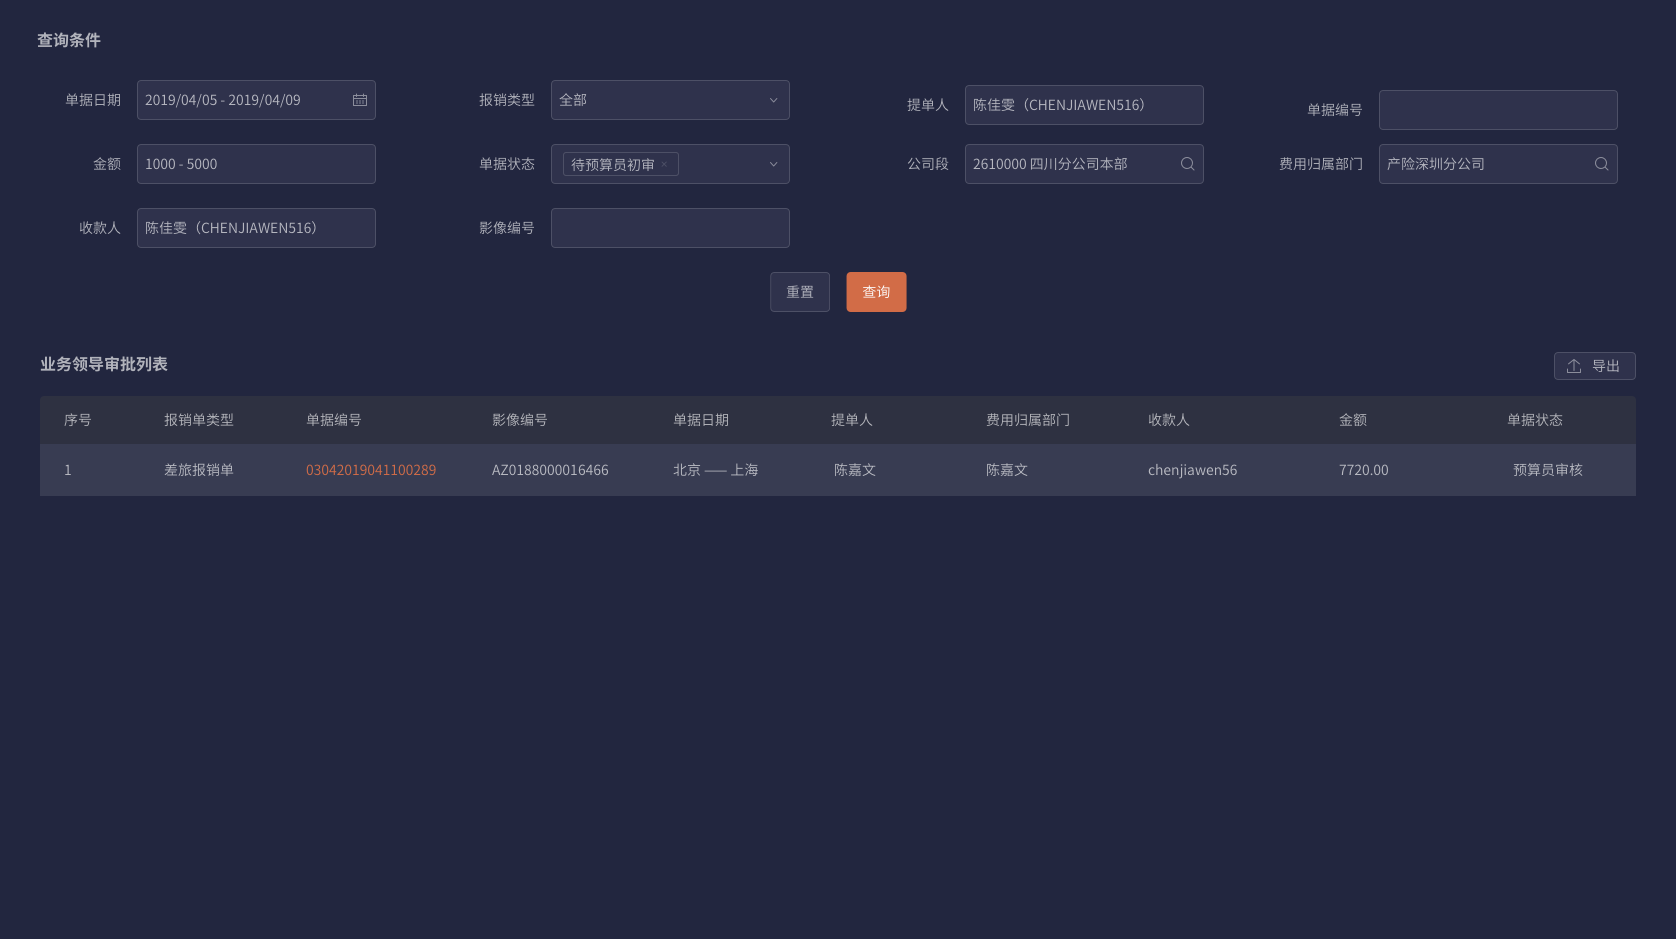 查询条件
单据日期 2019/04/05 - 2019/04/09 报销类型 全部 提单人 陈佳雯（CHENJIAWEN516） 单据编号
金额 1000 - 5000 单据状态 待预算员初审 × 公司段 2610000 四川分公司本部 费用归属部门 产险深圳分公司
收款人 陈佳雯（CHENJIAWEN516） 影像编号
重置 查询
业务领导审批列表 导出
序号 报销单类型 单据编号 影像编号 单据日期 提单人 费用归属部门 收款人 金额 单据状态
1 差旅报销单 03042019041100289 AZ0188000016466 北京 —— 上海 陈嘉文 陈嘉文 chenjiawen56 7720.00 预算员审核